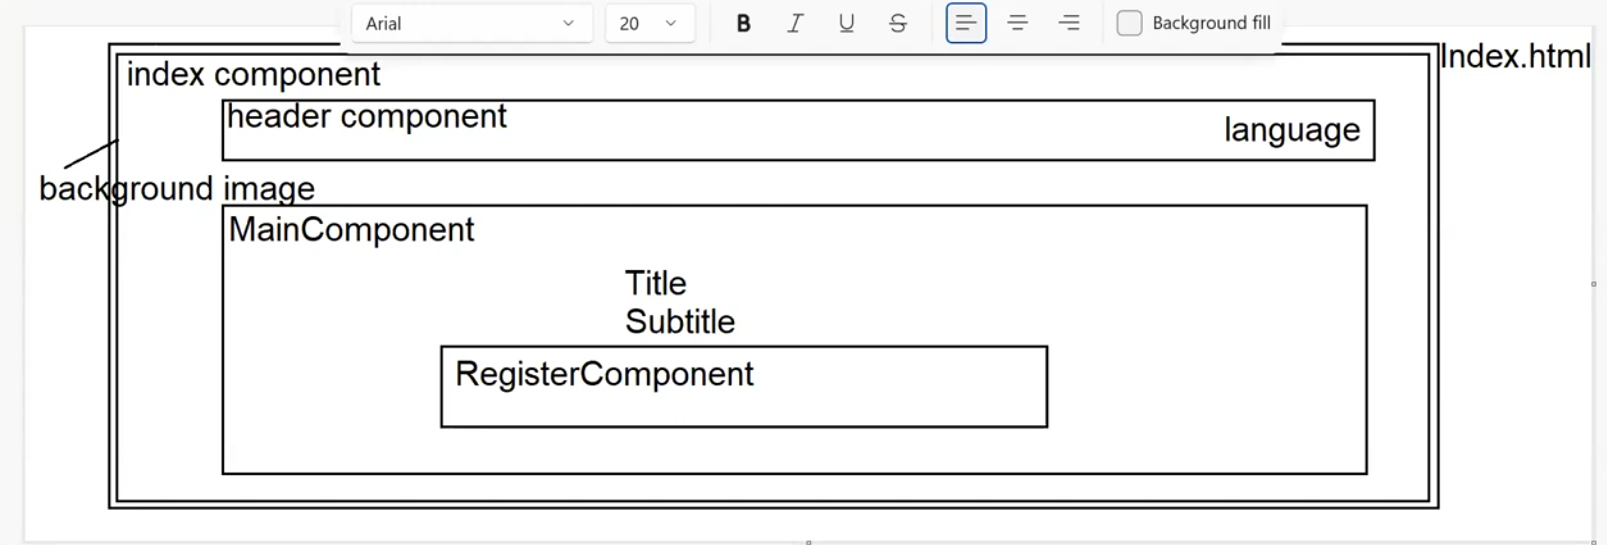 Arial
20
B
I
U
S
Background fill
Index.html
index component
header component
language
background image
MainComponent
Title
Subtitle
RegisterComponent